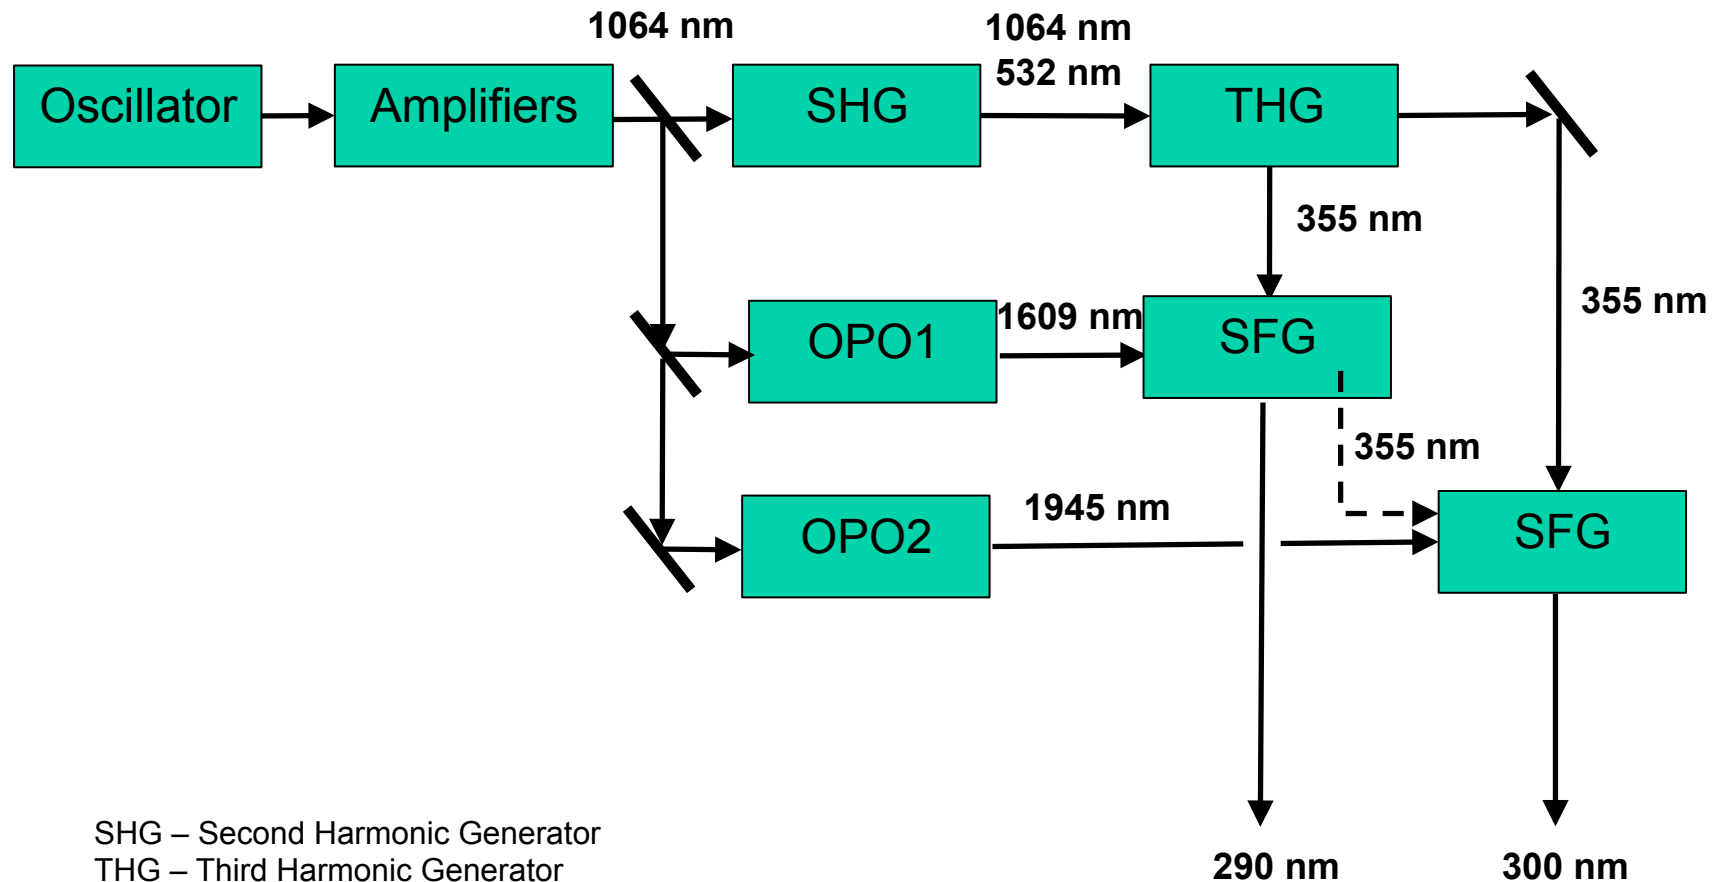 1064 nm
1064 nm
532 nm
Oscillator
Amplifiers
SHG
THG
355 nm
355 nm
1609 nm
OPO1
SFG
355 nm
1945 nm
OPO2
SFG
SHG – Second Harmonic Generator
THG – Third Harmonic Generator
290 nm
300 nm